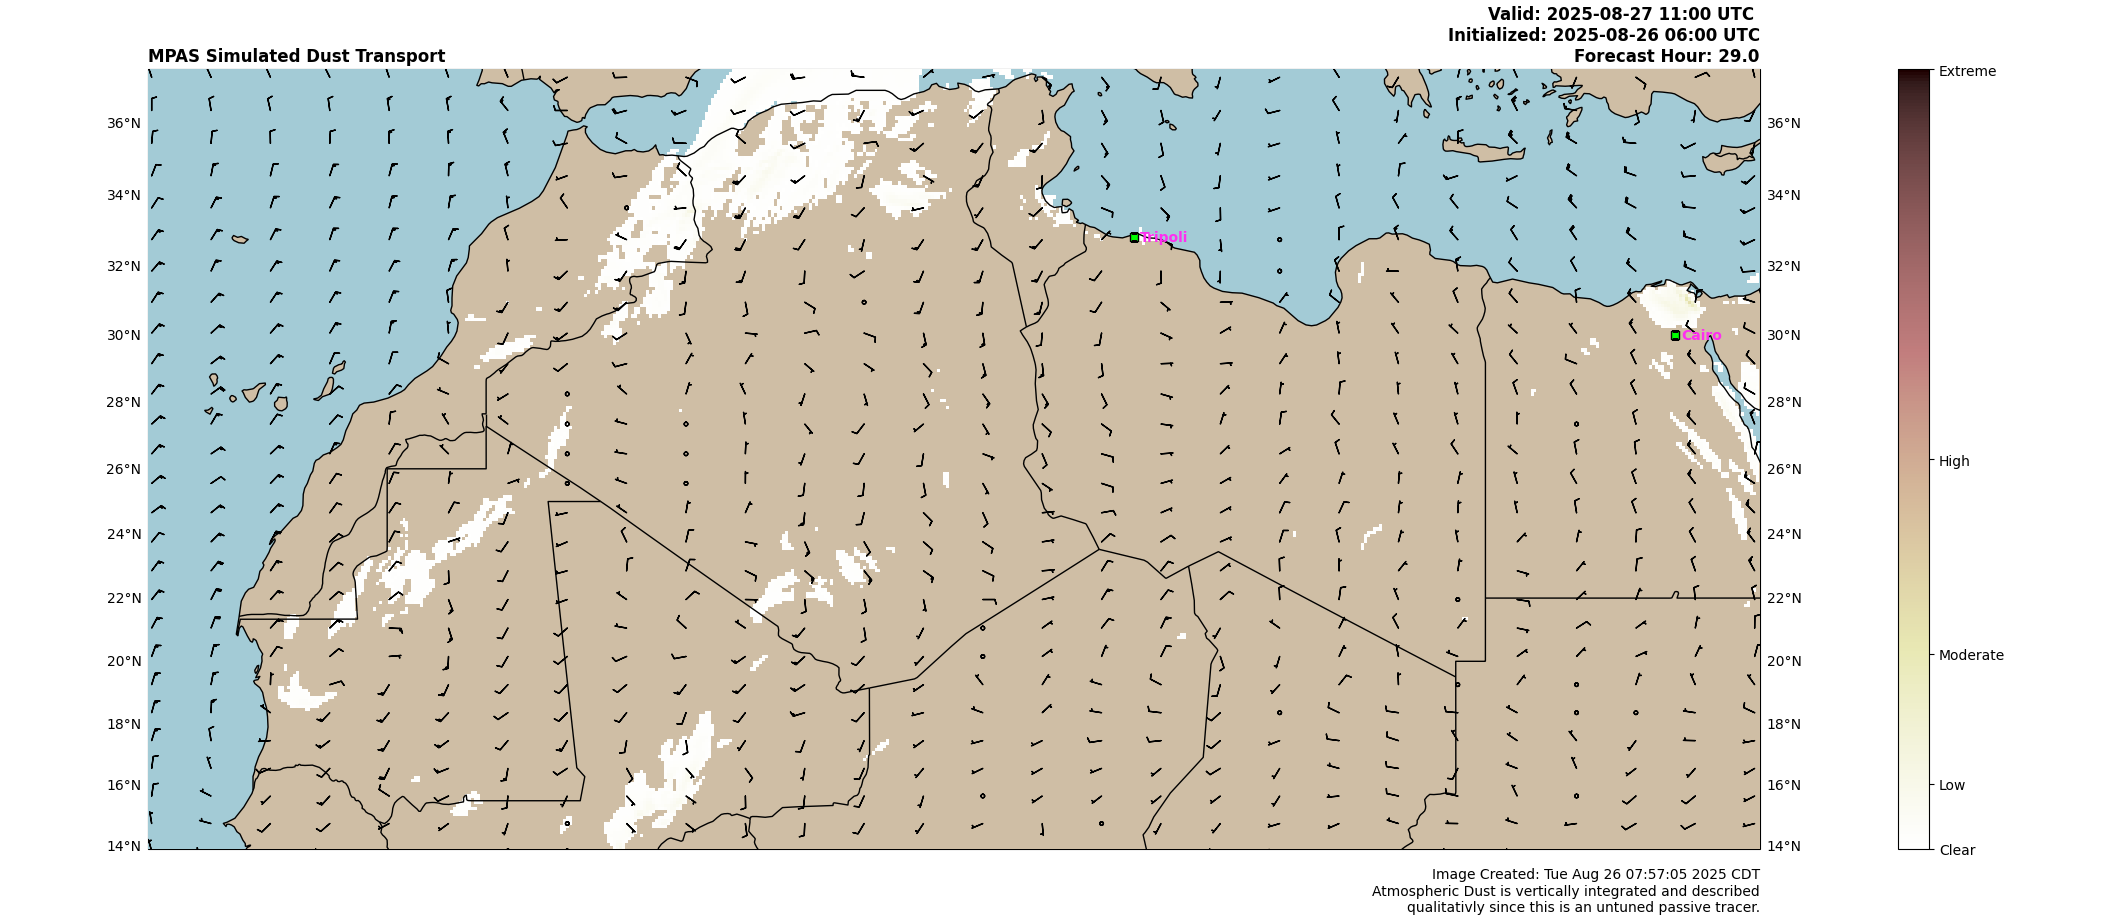 Valid: 2025-08-27 11:00 UTC
Initialized: 2025-08-26 06:00 UTC
MPAS Simulated Dust Transport
Forecast Hour: 29.0
Extreme
36°N
36°N
34°N
34°N
Tripoli
32°N
32°N
30°N
Cairo
30°N
28°N
28°N
26°N
26°N
High
24°N
24°N
22°N
22°N
20°N
20°N
Moderate
18°N
18°N
16°N
16°N
Low
14°N
14°N
Clear
Image Created: Tue Aug 26 07:57:05 2025 CDT
Atmospheric Dust is vertically integrated and described
qualitativly since this is an untuned passive tracer.